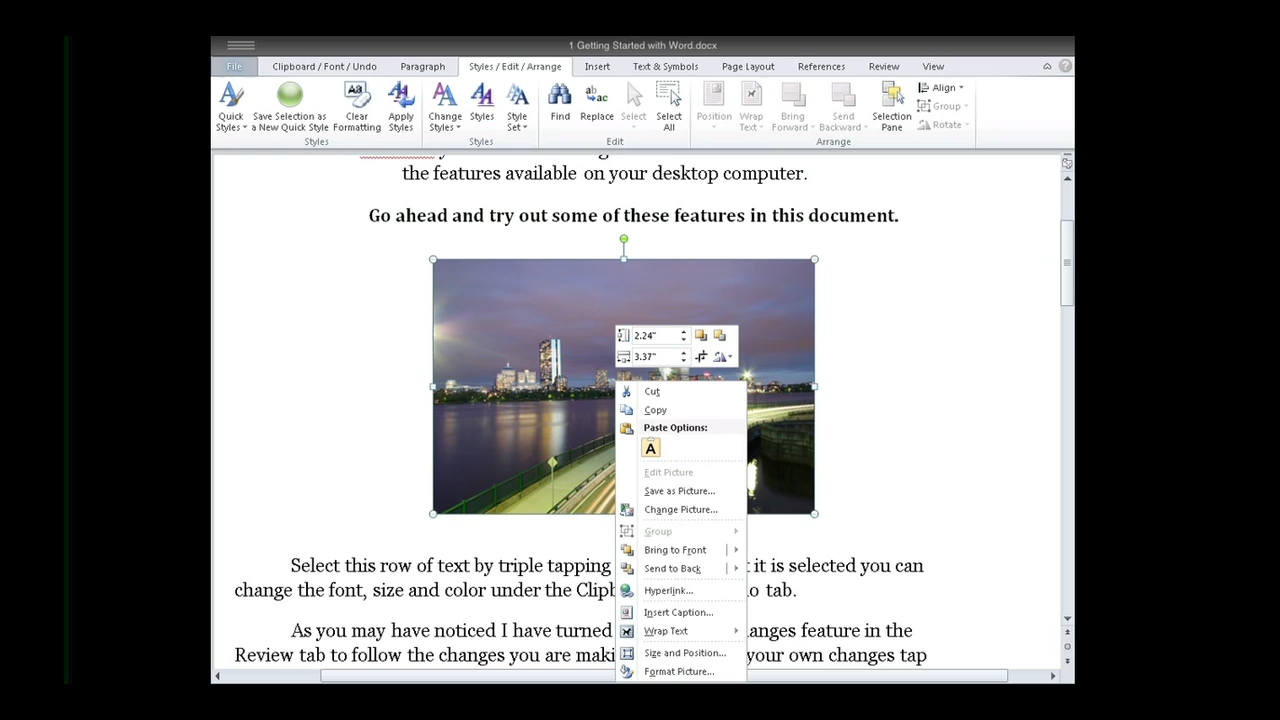 1 Getting Started with Word.docx
File Clipboard / Font / Undo Paragraph Styles / Edit / Arrange Insert Text & Symbols Page Layout References Review View
Quick Styles
Save Selection as a New Quick Style
Clear Formatting
Apply Styles
Change Styles
Styles
Style Set
Find
Replace
Select
Select All
Position
Wrap Text
Bring Forward
Send Backward
Selection Pane
Align
Group
Rotate
Styles Styles Edit Arrange
the features available on your desktop computer.
Go ahead and try out some of these features in this document.
2.24"
3.37"
Cut
Copy
Paste Options:
A
Edit Picture
Save as Picture...
Change Picture...
Group
Bring to Front
Send to Back
Hyperlink...
Insert Caption...
Wrap Text
Size and Position...
Format Picture...
Select this row of text by triple tapping it is selected you can
change the font, size and color under the tab.
As you may have noticed I have turned feature in the
Review tab to follow the changes you are your own changes tap